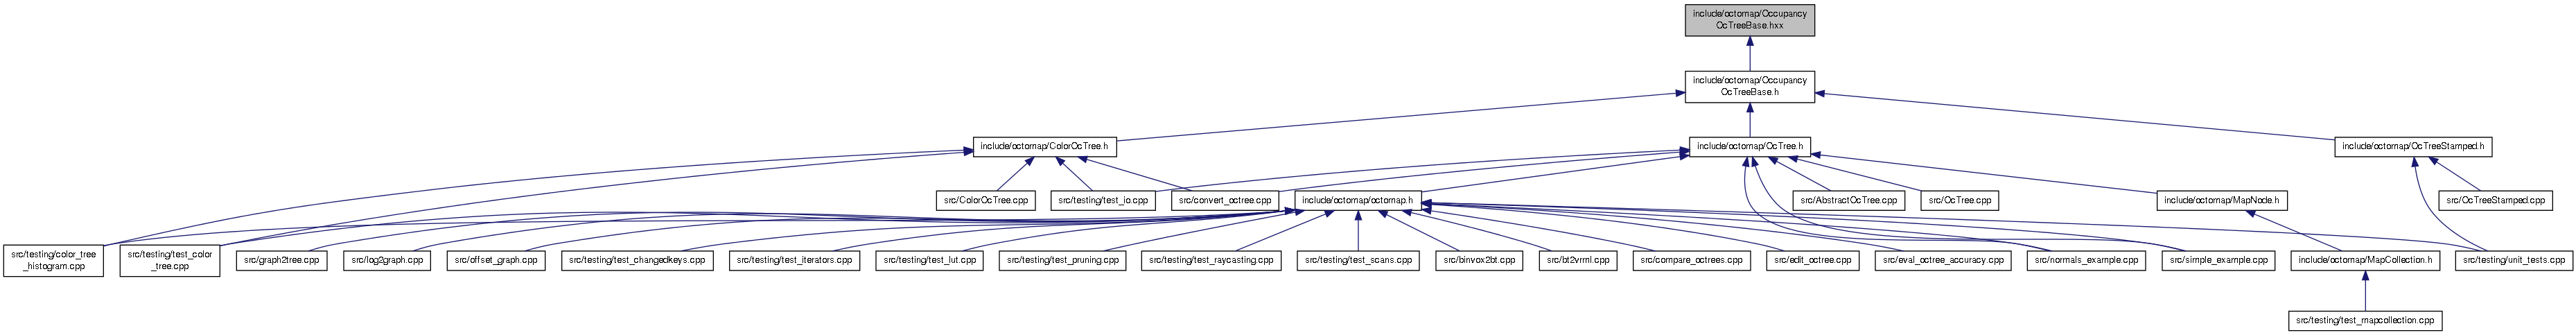 include/octomap/Occupancy
OcTreeBase.hxx
include/octomap/Occupancy
OcTreeBase.h
include/octomap/ColorOcTree.h
include/octomap/OcTree.h
include/octomap/OcTreeStamped.h
src/ColorOcTree.cpp
src/testing/test_io.cpp
src/convert_octree.cpp
include/octomap/octomap.h
src/AbstractOcTree.cpp
src/OcTree.cpp
include/octomap/MapNode.h
src/OcTreeStamped.cpp
src/testing/color_tree
_histogram.cpp
src/testing/test_color
_tree.cpp
src/graph2tree.cpp
src/log2graph.cpp
src/offset_graph.cpp
src/testing/test_changedkeys.cpp
src/testing/test_iterators.cpp
src/testing/test_lut.cpp
src/testing/test_pruning.cpp
src/testing/test_raycasting.cpp
src/testing/test_scans.cpp
src/binvox2bt.cpp
src/bt2vrml.cpp
src/compare_octrees.cpp
src/edit_octree.cpp
src/eval_octree_accuracy.cpp
src/normals_example.cpp
src/simple_example.cpp
include/octomap/MapCollection.h
src/testing/unit_tests.cpp
src/testing/test_mapcollection.cpp